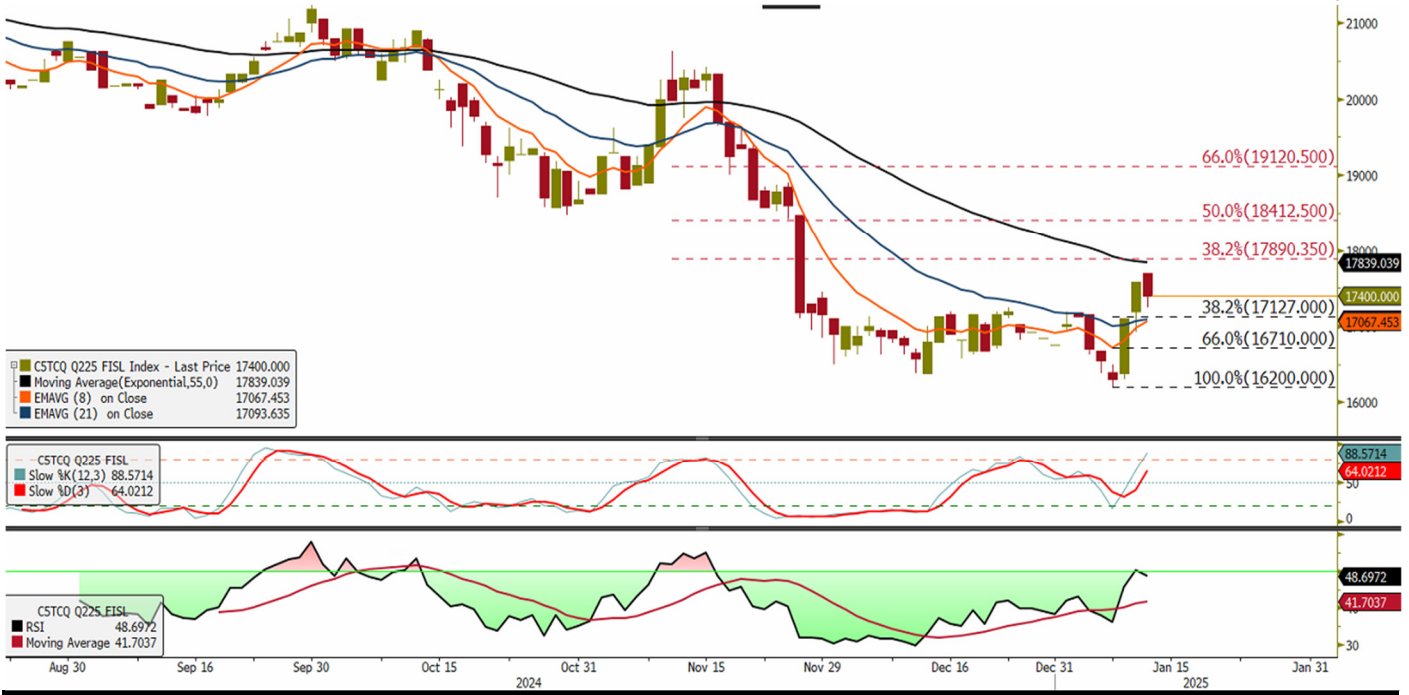 21000
20000
19000
18000
16000
66.0%(19120.500)
50.0%(18412.500)
38.2%(17890.350)
17839.039
17400.000
38.2%(17127.000)
17067.453
66.0%(16710.000)
100.0%(16200.000)
C5TCQ Q225 FISL Index - Last Price 17400.000
Moving Average(Exponential,55,0) 17839.039
EMAVG (8) on Close 17067.453
EMAVG (21) on Close 17093.635
C5TCQ Q225 FISL
Slow %K(12,3) 88.5714
Slow %D(3) 64.0212
88.5714
64.0212
50
0
C5TCQ Q225 FISL
RSI 48.6972
Moving Average 41.7037
48.6972
41.7037
30
Aug 30 Sep 16 Sep 30 Oct 15 Oct 31 Nov 15 Nov 29 Dec 16 Dec 31 Jan 15 Jan 31
2024 2025